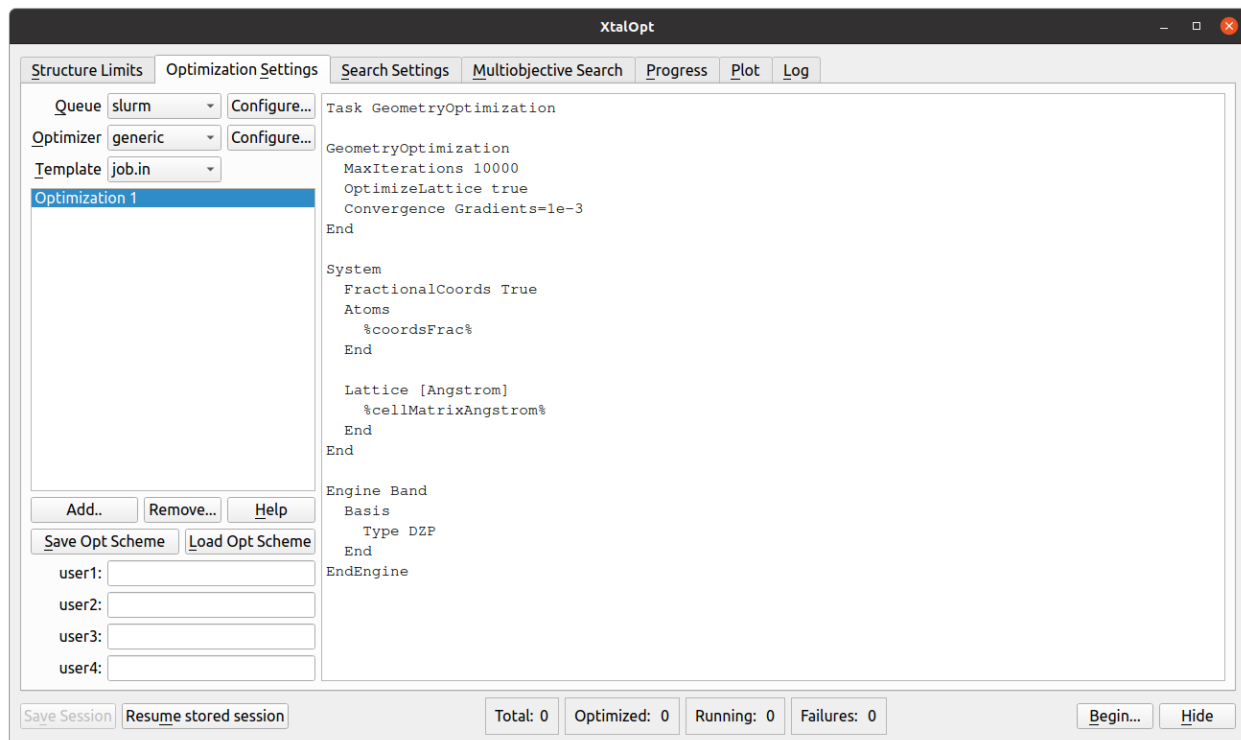 XtalOpt
Structure Limits Optimization Settings Search Settings Multiobjective Search Progress Plot Log
Queue slurm Configure...
Optimizer generic Configure...
Template job.in
Optimization 1
Add.. Remove... Help
Save Opt Scheme Load Opt Scheme
user1:
user2:
user3:
user4:
Task GeometryOptimization
GeometryOptimization
MaxIterations 10000
OptimizeLattice true
Convergence Gradients=1e-3
End
System
FractionalCoords True
Atoms
%coordsFrac%
End
Lattice [Angstrom]
%cellMatrixAngstrom%
End
End
Engine Band
Basis
Type DZP
End
EndEngine
Save Session Resume stored session Total: 0 Optimized: 0 Running: 0 Failures: 0 Begin... Hide